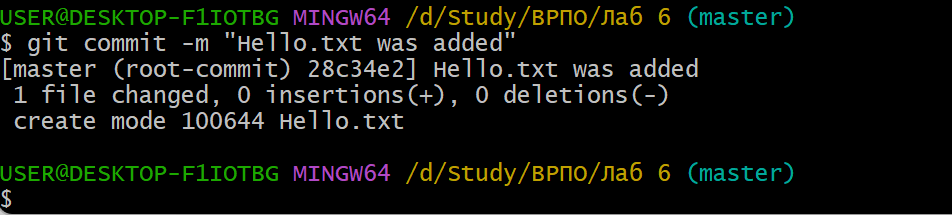 USER@DESKTOP-F1IOTBG MINGW64 /d/Study/ВРПО/Лаб 6 (master)
$ git commit -m "Hello.txt was added"
[master (root-commit) 28c34e2] Hello.txt was added
 1 file changed, 0 insertions(+), 0 deletions(-)
 create mode 100644 Hello.txt

USER@DESKTOP-F1IOTBG MINGW64 /d/Study/ВРПО/Лаб 6 (master)
$